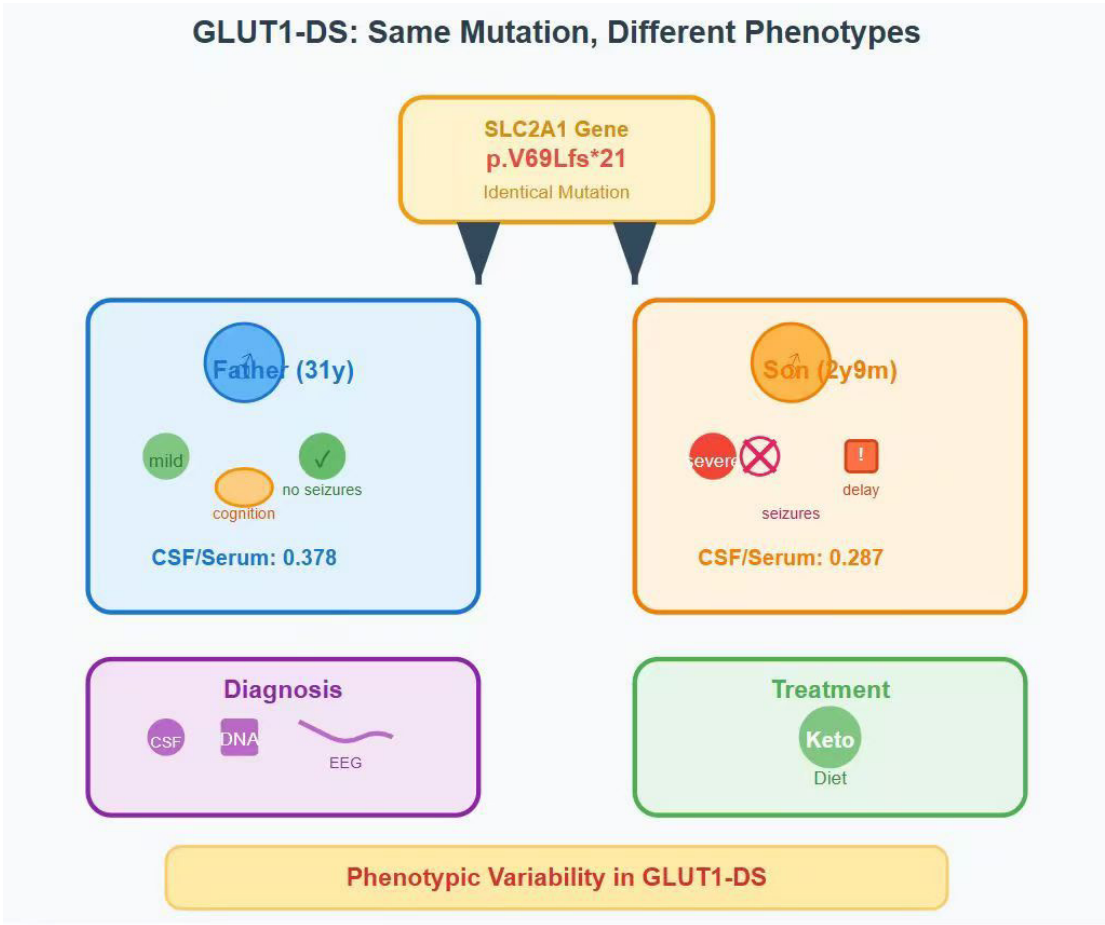 GLUT1-DS: Same Mutation, Different Phenotypes
SLC2A1 Gene
p.V69Lfs*21
Identical Mutation
Father (31y)
mild
✓
no seizures
cognition
CSF/Serum: 0.378
Son (2y9m)
severe
!
delay
seizures
CSF/Serum: 0.287
Diagnosis
CSF
DNA
EEG
Treatment
Keto
Diet
Phenotypic Variability in GLUT1-DS